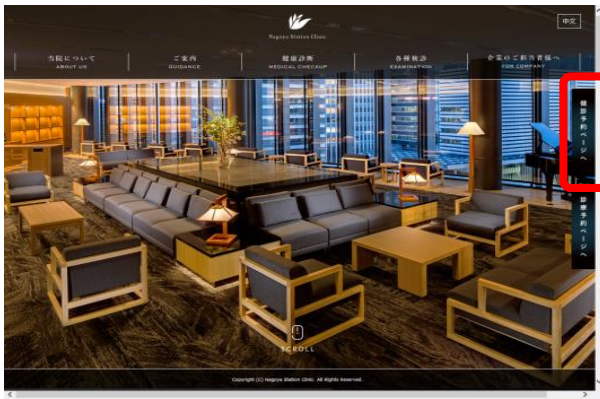 Nagoya Station Clinic
中文
当院について
ABOUT US
ご案内
GUIDANCE
健康診断
MEDICAL CHECKUP
各種検診
EXAMINATION
企業のご担当者様へ
FOR COMPANY
健診予約ページへ
診療予約ページへ
SCROLL
Copyright (C) Nagoya Station Clinic. All Rights Reserved.